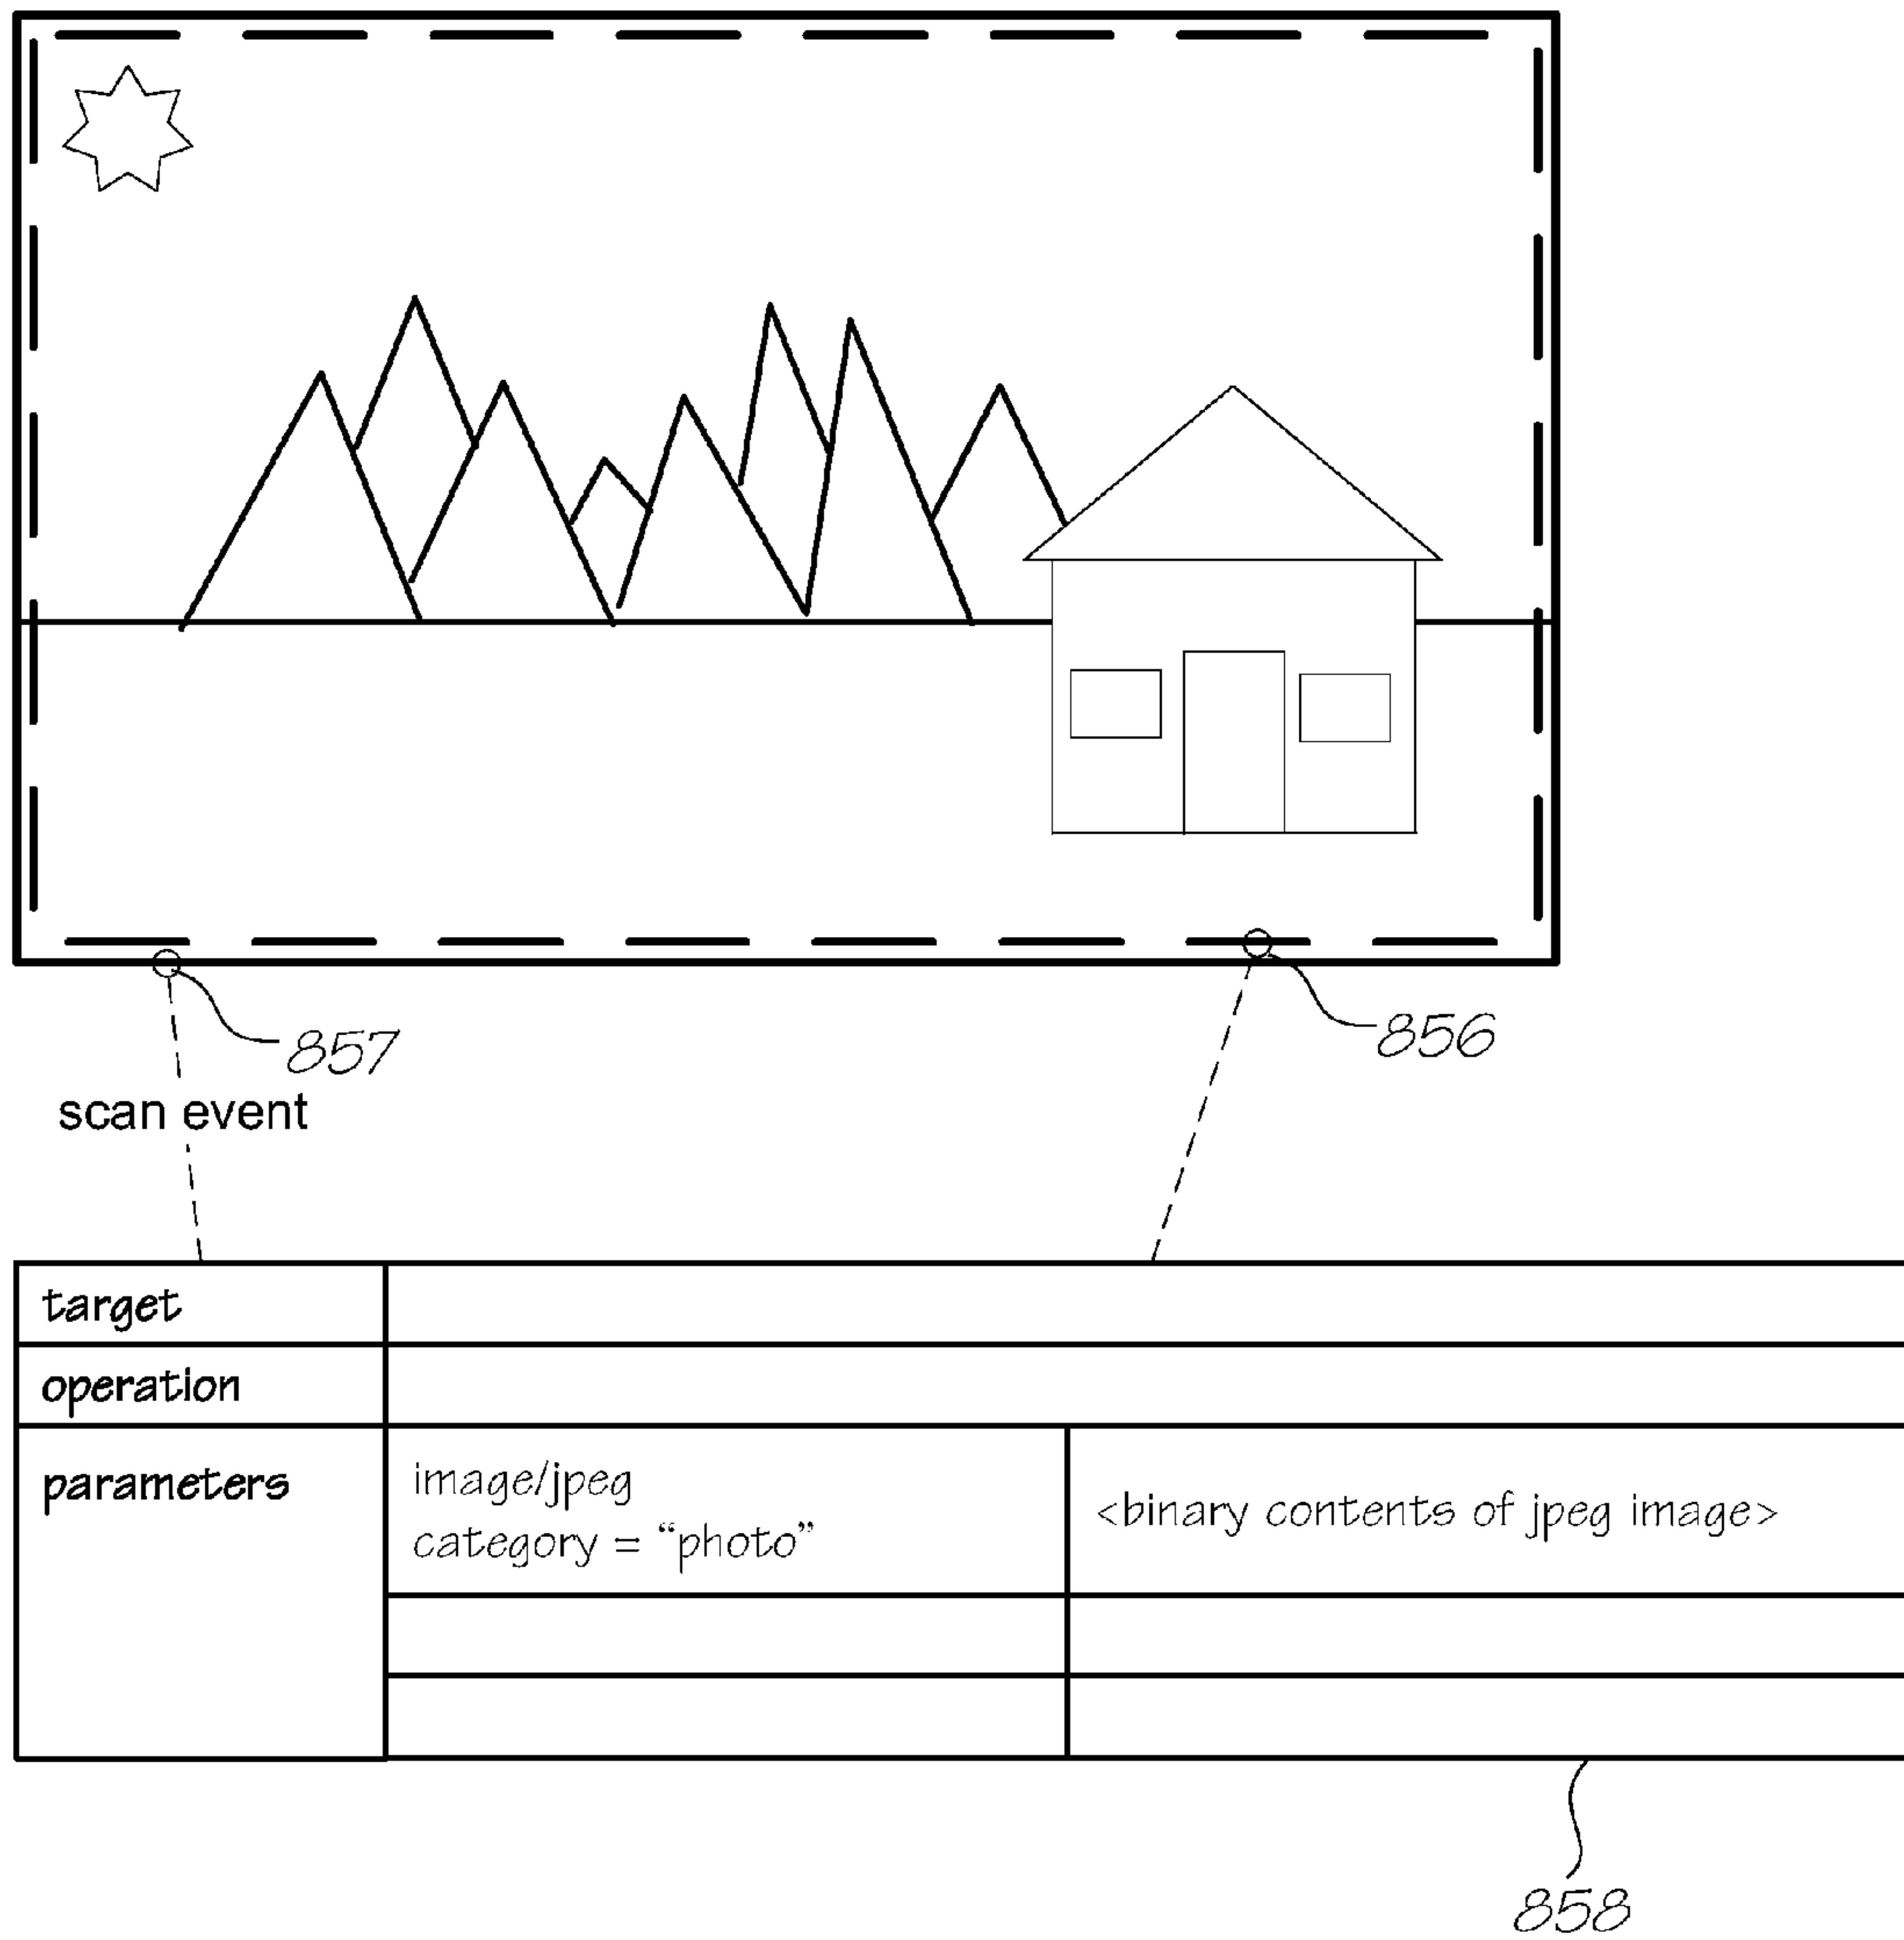 857
856
scan event
target
operation
parameters
image/jpeg
category = “photo”
<binary contents of jpeg image>
858